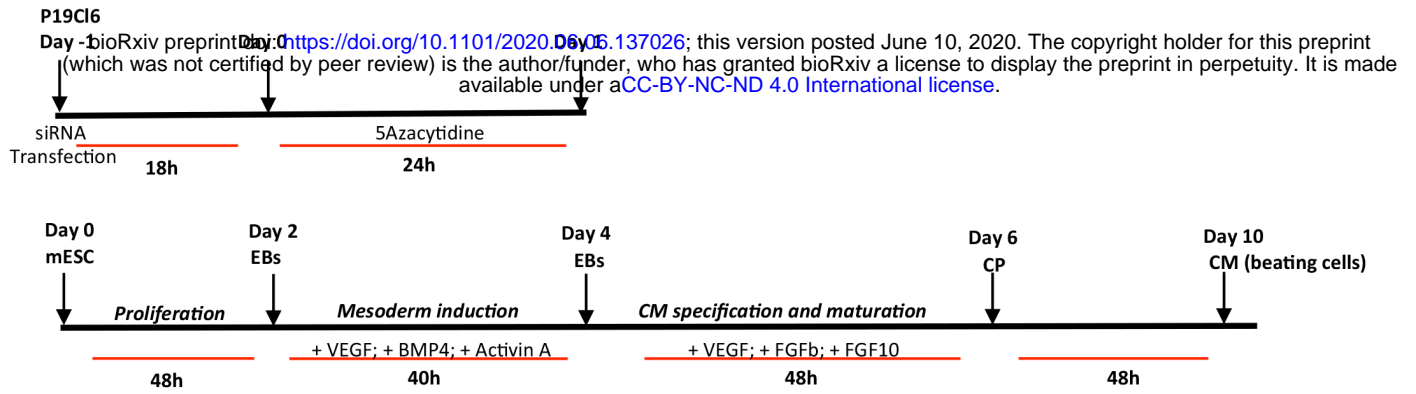 P19Cl6
Day -1 Day 0 Day 1
bioRxiv preprint doi: https://doi.org/10.1101/2020.06.06.137026; this version posted June 10, 2020. The copyright holder for this preprint
(which was not certified by peer review) is the author/funder, who has granted bioRxiv a license to display the preprint in perpetuity. It is made
available under aCC-BY-NC-ND 4.0 International license.
siRNA
Transfection
5Azacytidine
18h 24h
Day 0 Day 2 Day 4 Day 6 Day 10
mESC EBs EBs CP CM (beating cells)
Proliferation Mesoderm induction CM specification and maturation
+ VEGF; + BMP4; + Activin A + VEGF; + FGFb; + FGF10
48h 40h 48h 48h